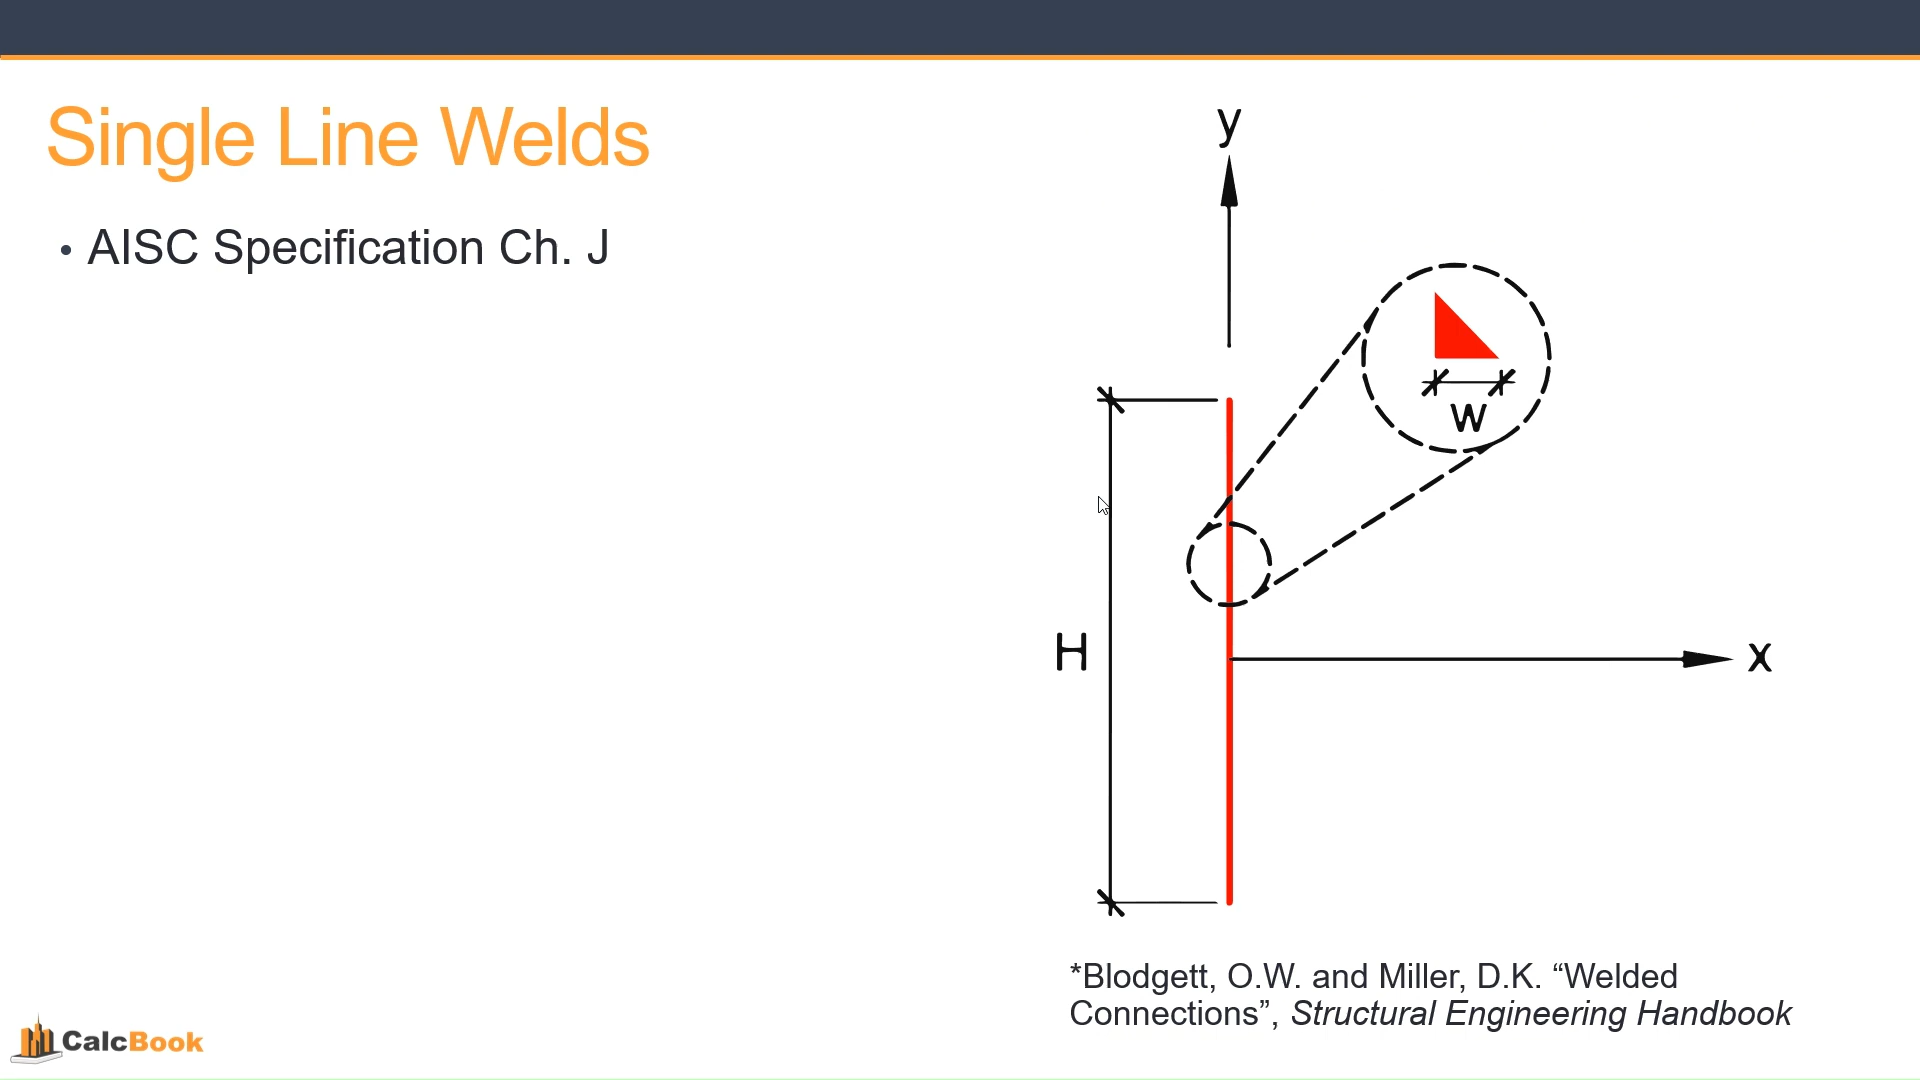 Single Line Welds
• AISC Specification Ch. J
y
w
H
x
*Blodgett, O.W. and Miller, D.K. “Welded
Connections”, Structural Engineering Handbook
CalcBook